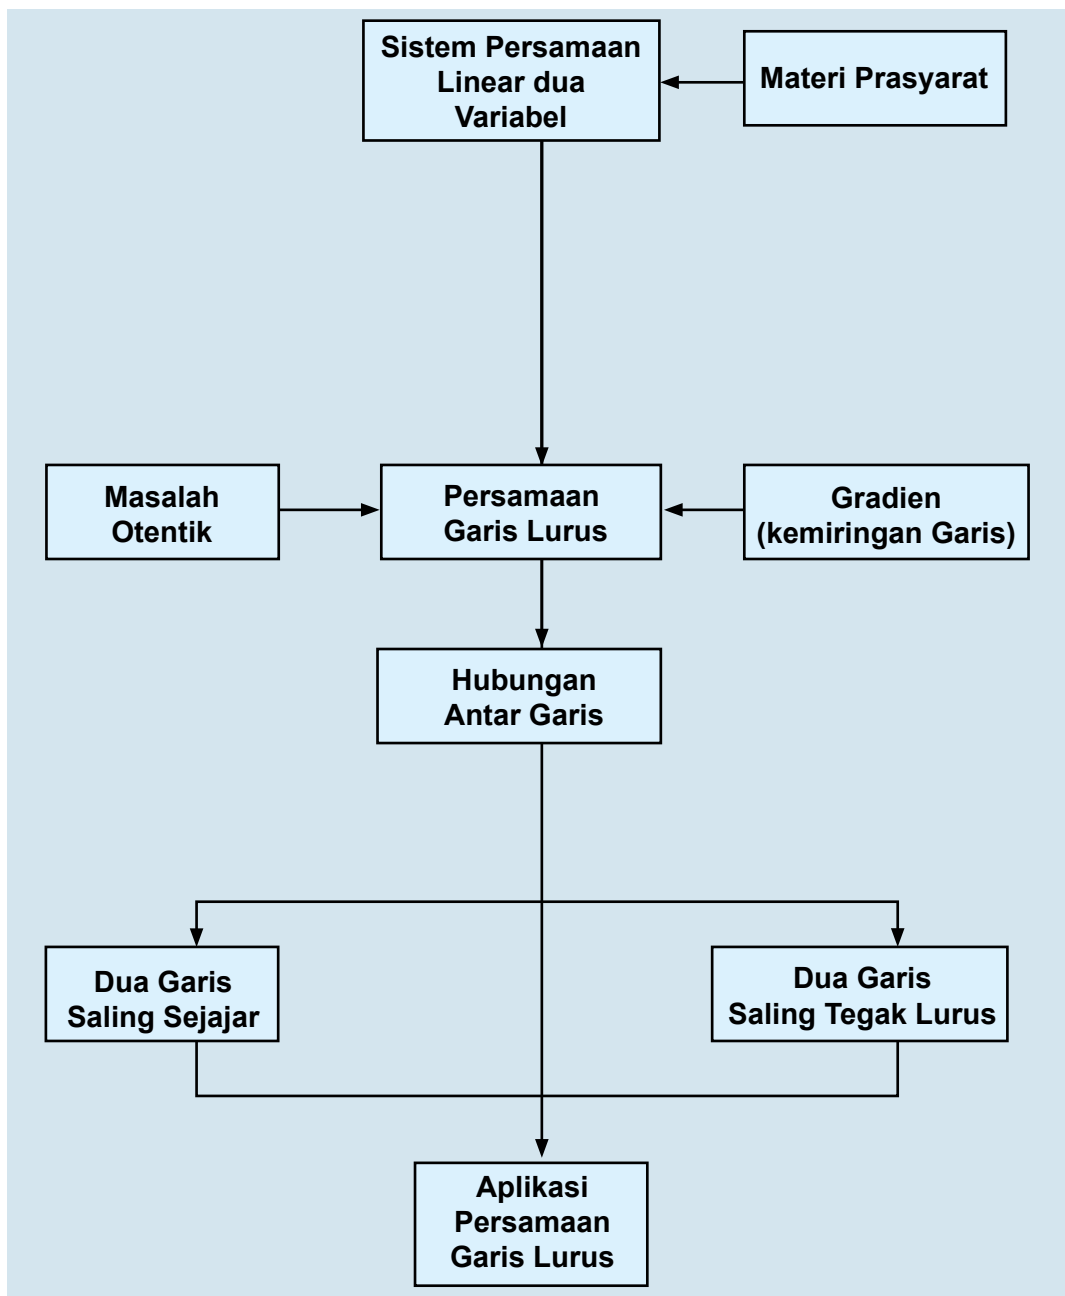 Sistem Persamaan
Linear dua
Variabel
Materi Prasyarat
Masalah
Otentik
Persamaan
Garis Lurus
Gradien
(kemiringan Garis)
Hubungan
Antar Garis
Dua Garis
Saling Sejajar
Dua Garis
Saling Tegak Lurus
Aplikasi
Persamaan
Garis Lurus